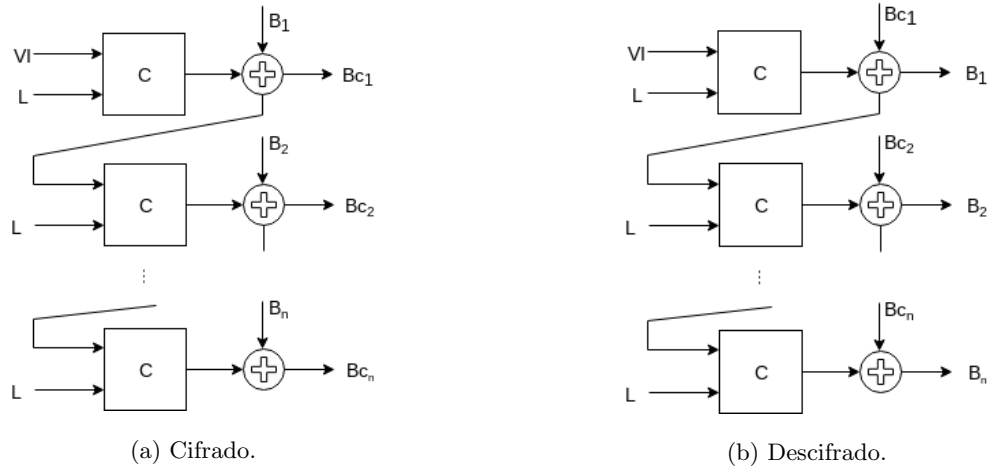 B1
VI
C
Bc1
L
B2
C
Bc2
L
⋮
Bn
C
Bcn
L
(a) Cifrado.
Bc1
VI
C
B1
L
Bc2
C
B2
L
⋮
Bcn
C
Bn
L
(b) Descifrado.